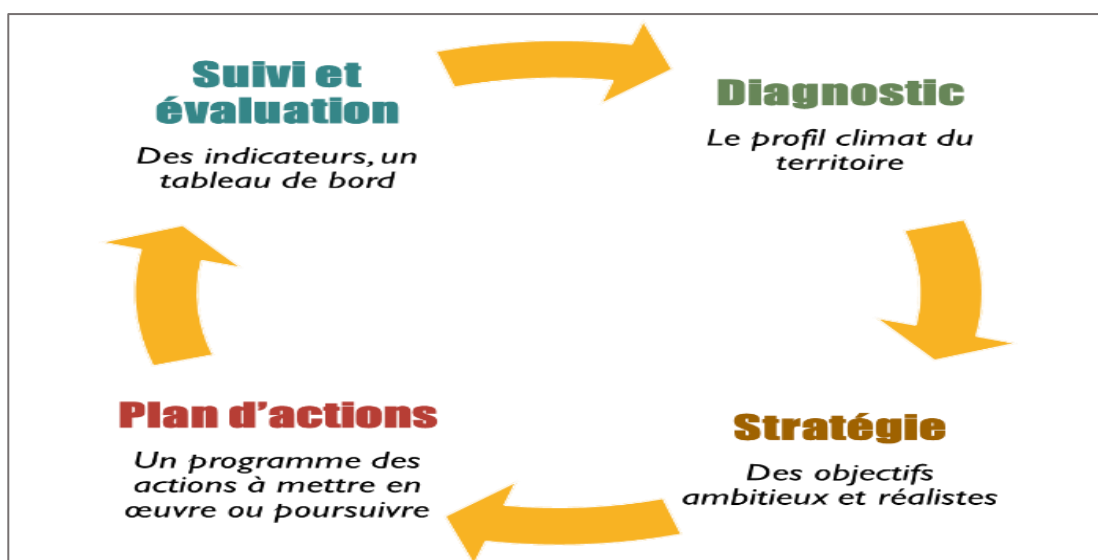 Suivi et
évaluation
Des indicateurs, un
tableau de bord
Diagnostic
Le profil climat du
territoire
Stratégie
Des objectifs
ambitieux et réalistes
Plan d’actions
Un programme des
actions à mettre en
œuvre ou poursuivre